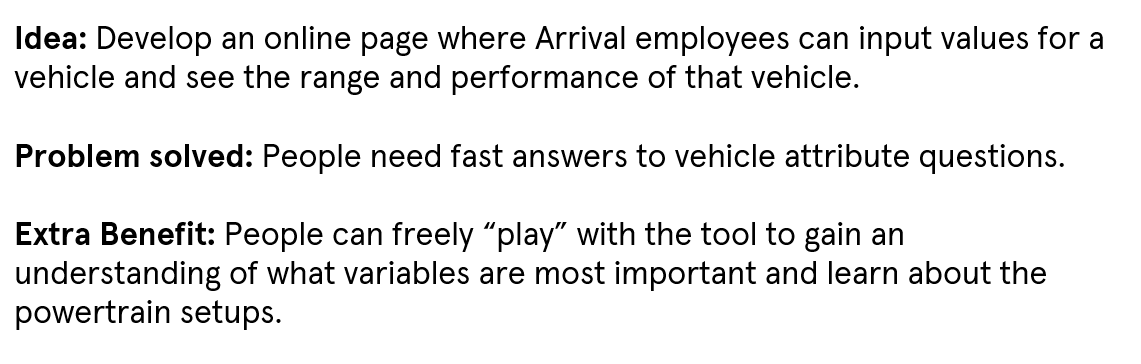 Idea: Develop an online page where Arrival employees can input values for a
vehicle and see the range and performance of that vehicle.
Problem solved: People need fast answers to vehicle attribute questions.
Extra Benefit: People can freely “play” with the tool to gain an
understanding of what variables are most important and learn about the
powertrain setups.